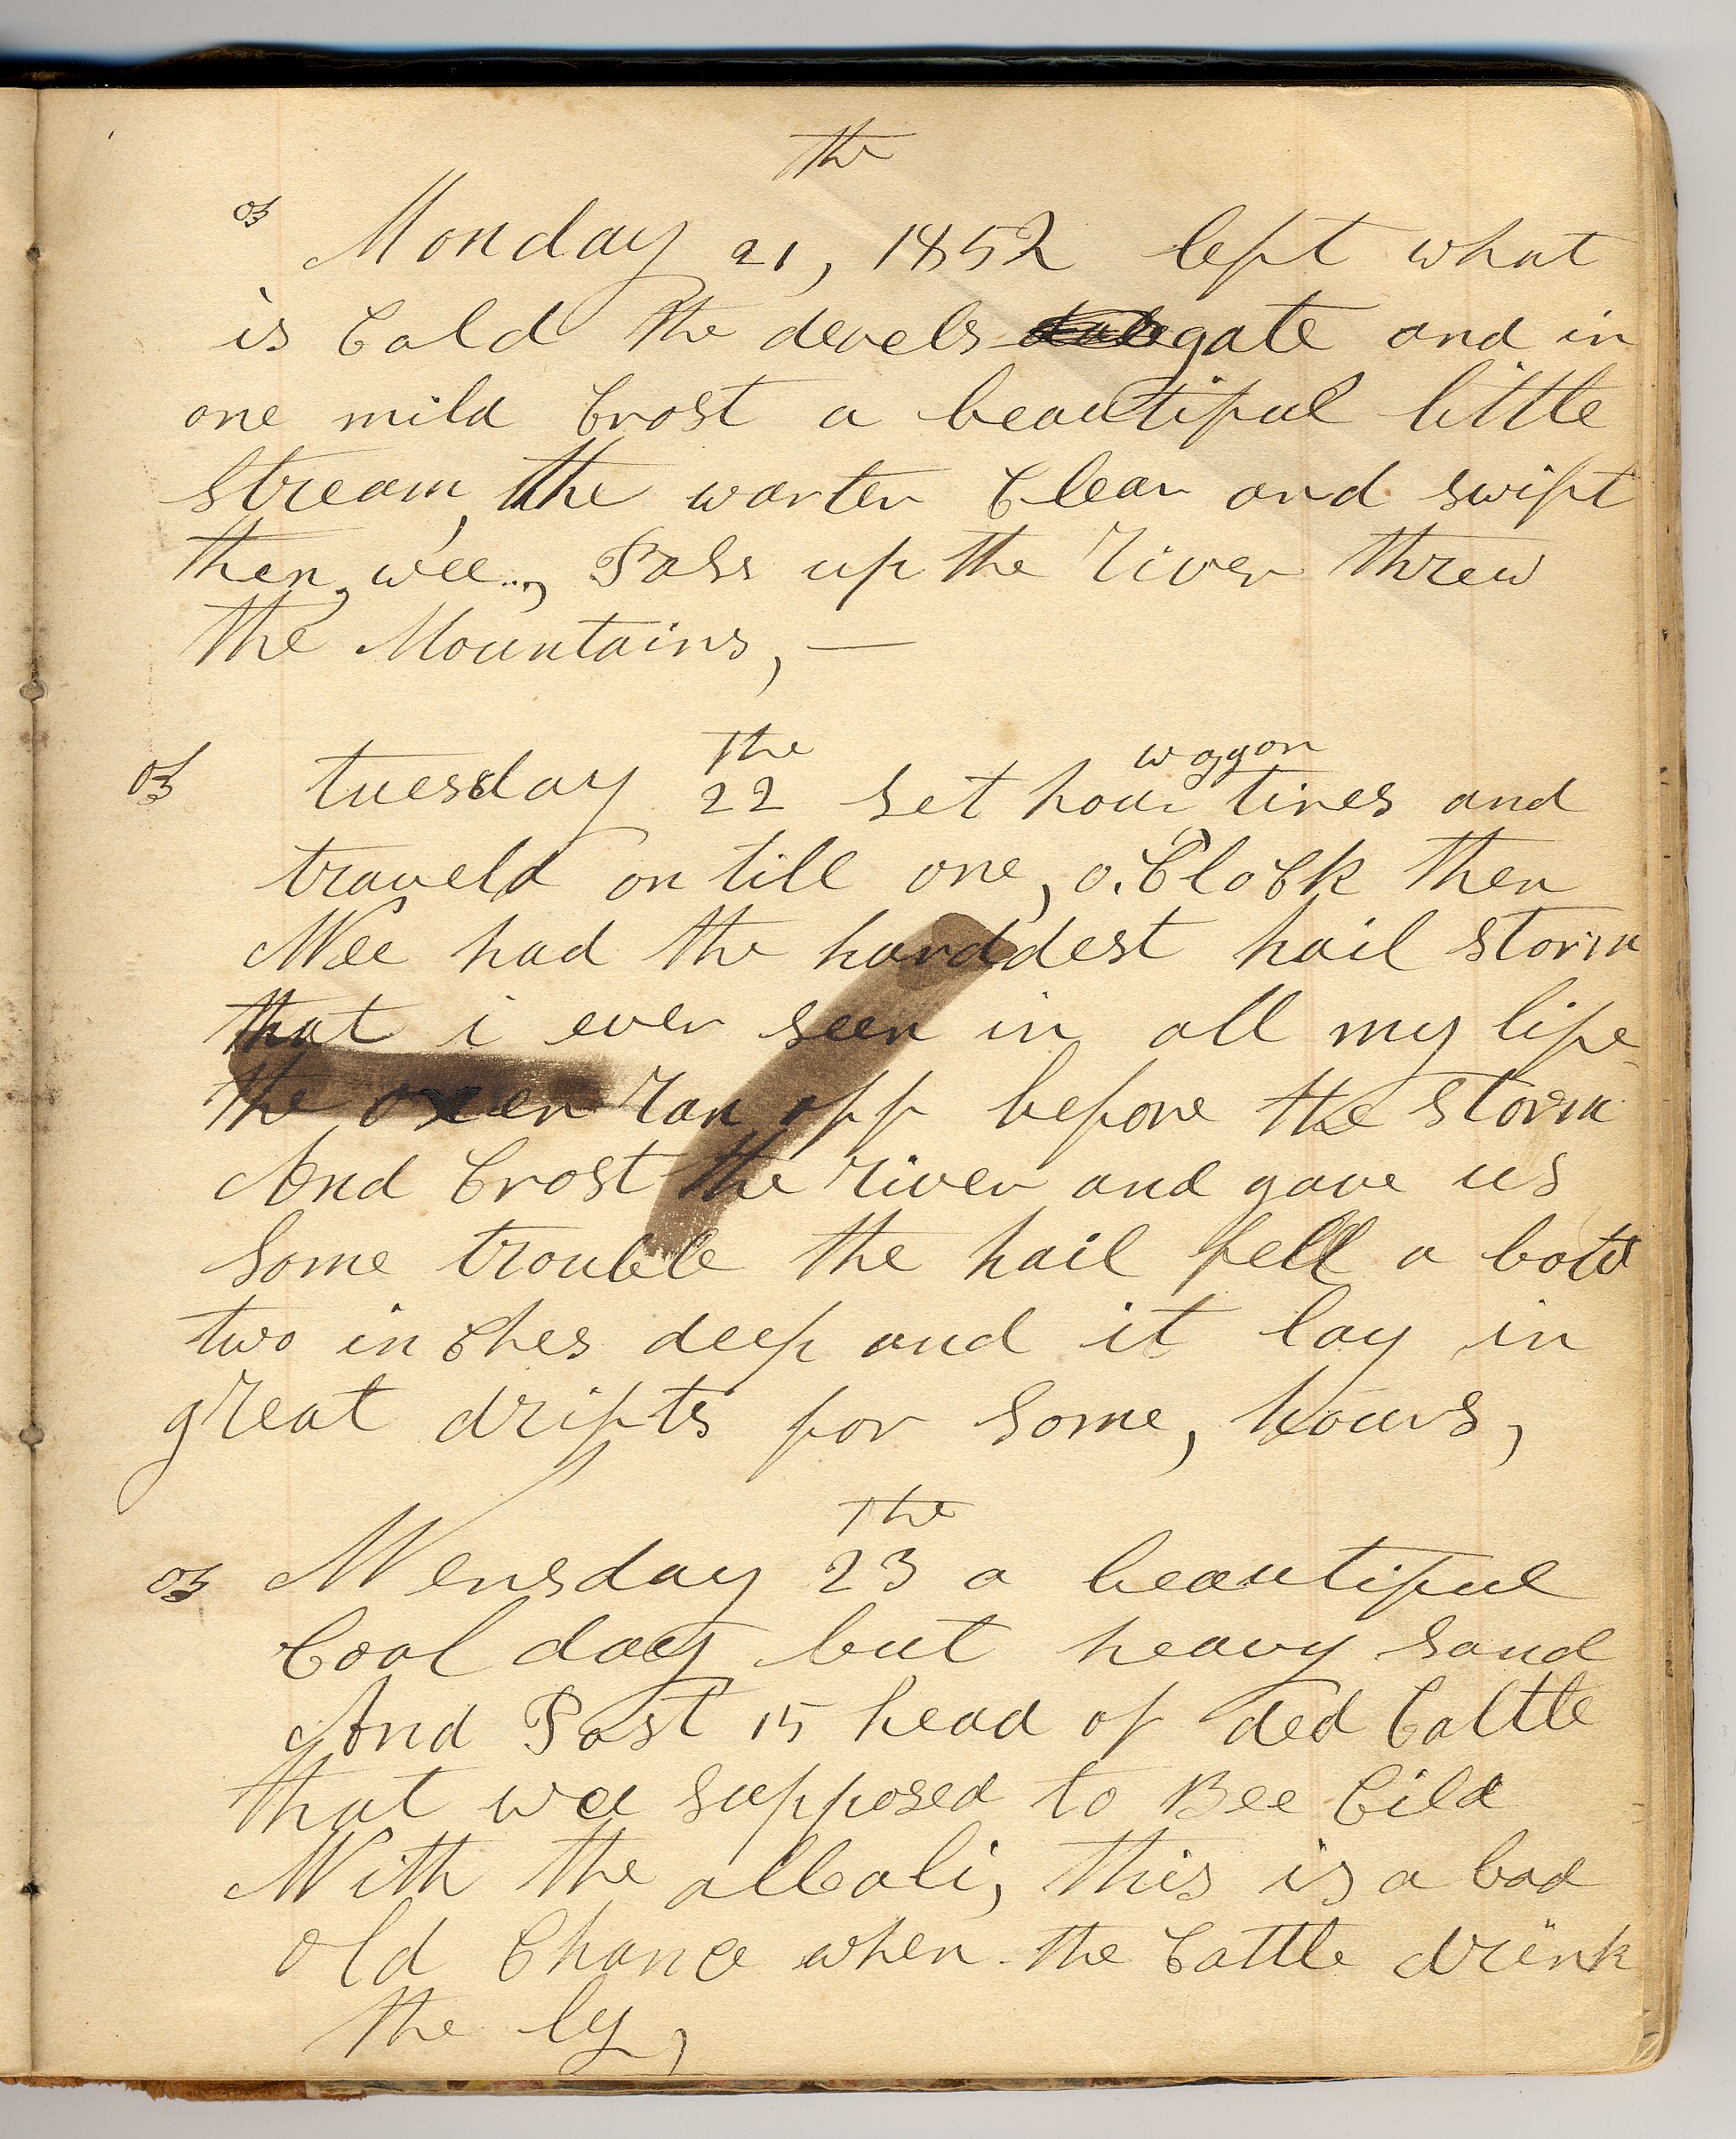 the
Monday 21, 1852 left what
is Cald the devels gate and in
one mild Crost a beautiful little
stream, the warter Clear and swift
then, wee, Pass up the river threw
the Mountains, —
the waggon
tuesday 22 set hour tires and
traveld on till one, o.Clock then
Wee had the harddest hail storm
that i ever seen in all my life
the oxen ran off before the storm
And Crost the river and gave us
some trouble the hail fell a bout
two inches deep and it lay in
great drifts for some, hours,
the
Wensday 23 a beautiful
Cool day but heavy sand
And Past 15 head of ded Cattle
that wee supposed to Bee Cild
With the alcali, this is a bad
old Chance when the Cattle drink
the ly,